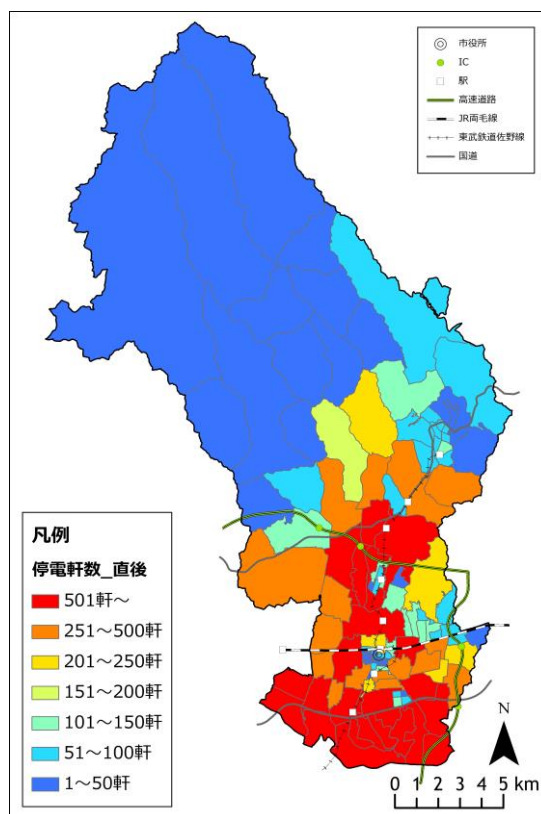 市役所
IC
駅
高速道路
JR両毛線
東武鉄道佐野線
国道
凡例
停電軒数_直後
501軒～
251～500軒
201～250軒
151～200軒
101～150軒
51～100軒
1～50軒
N
0 1 2 3 4 5 km